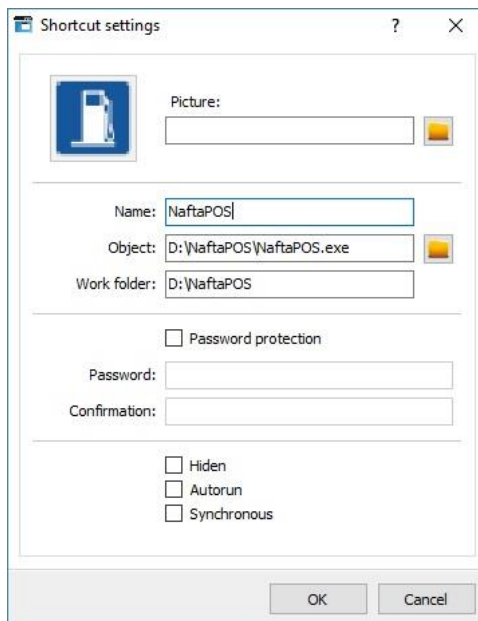 Shortcut settings ?
Picture:
Name: NaftaPOS
Object: D:\NaftaPOS\NaftaPOS.exe
Work folder: D:\NaftaPOS
Password protection
Password:
Confirmation:
Hiden
Autorun
Synchronous
OK Cancel